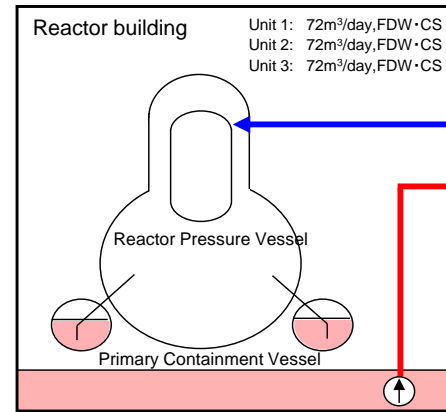 Reactor building
Unit 1: 72m³/day,FDW・CS
Unit 2: 72m³/day,FDW・CS
Unit 3: 72m³/day,FDW・CS
Reactor Pressure Vessel
Primary Containment Vessel